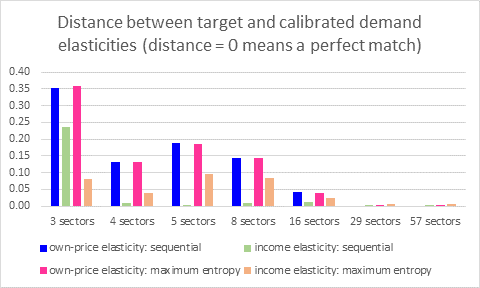 Distance between target and calibrated demand
elasticities (distance = 0 means a perfect match)
0.40
0.35
0.30
0.25
0.20
0.15
0.10
0.05
0.00
3 sectors 4 sectors 5 sectors 8 sectors 16 sectors 29 sectors 57 sectors
own-price elasticity: sequential income elasticity: sequential
own-price elasticity: maximum entropy income elasticity: maximum entropy